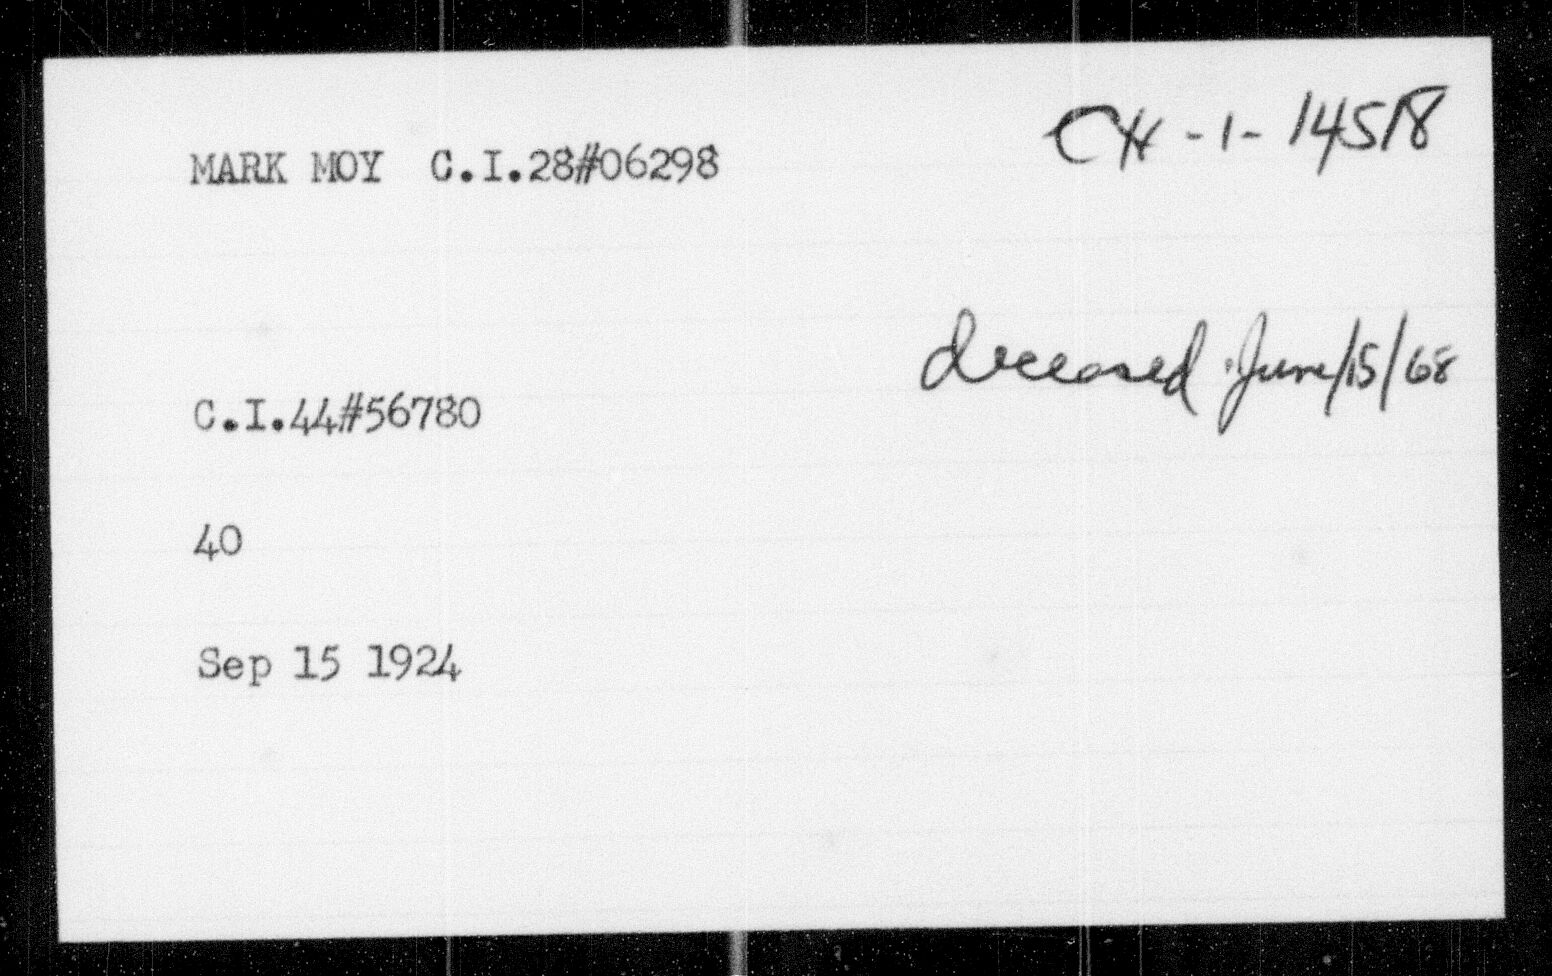 MARK MOY C.I.28#06298
CH-1-14518
deceased June/15/68
C.I.44#56780
40
Sep 15 1924